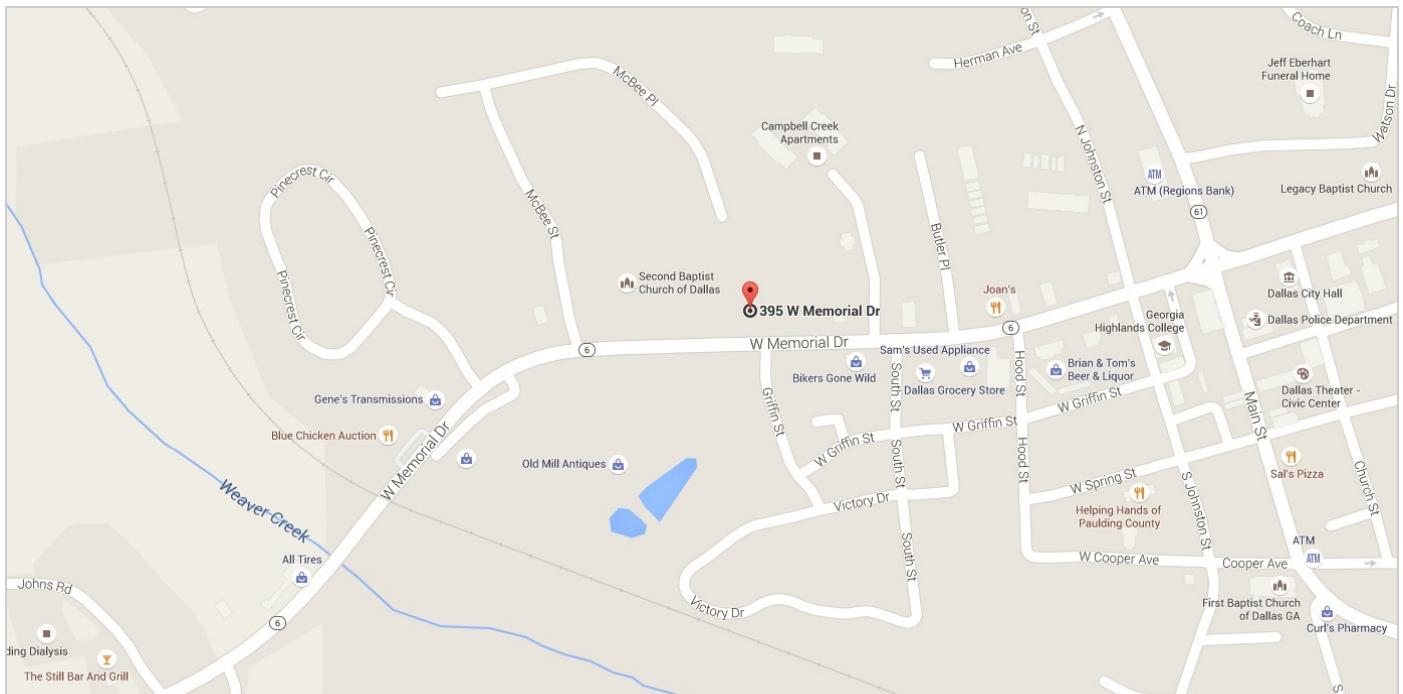 on St
Coach Ln
Herman Ave
Jeff Eberhart
Funeral Home
McBee Pl
Watson Dr
Campbell Creek
Apartments
N Johnston St
ATM
ATM (Regions Bank)
Legacy Baptist Church
Pinecrest Cir
McBee St
61
Butler Pl
Pinecrest Cir
Pinecrest Cir
Second Baptist
Church of Dallas
395 W Memorial Dr
Joan's
Dallas City Hall
Georgia
Highlands College
Dallas Police Department
6
6
W Memorial Dr
Sam's Used Appliance
Bikers Gone Wild
Dallas Grocery Store
South St
Hood St
Brian & Tom's
Beer & Liquor
Dallas Theater -
Civic Center
Gene's Transmissions
Griffin St
W Griffin St
Main St
Blue Chicken Auction
W Griffin St
W Griffin St
W Memorial Dr
Old Mill Antiques
South St
Hood St
Sal's Pizza
Church St
W Spring St
S Johnston St
Victory Dr
Helping Hands of
Paulding County
Weaver Creek
South St
ATM
ATM
All Tires
W Cooper Ave
Cooper Ave
Johns Rd
Victory Dr
First Baptist Church
of Dallas GA
6
Curl's Pharmacy
ding Dialysis
The Still Bar And Grill
S